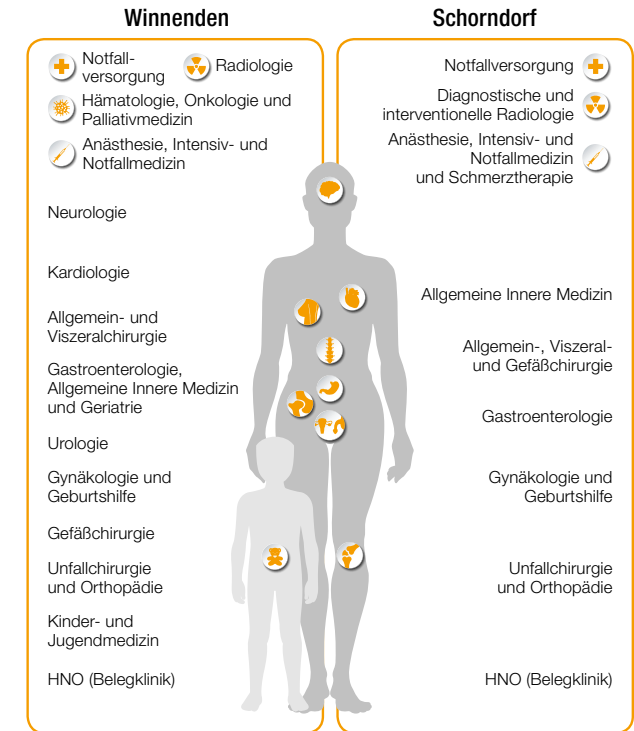 Winnenden
Notfall-
versorgung
Radiologie
Hämatologie, Onkologie und
Palliativmedizin
Anästhesie, Intensiv- und
Notfallmedizin
Neurologie
Kardiologie
Allgemein- und
Viszeralchirurgie
Gastroenterologie,
Allgemeine Innere Medizin
und Geriatrie
Urologie
Gynäkologie und
Geburtshilfe
Gefäßchirurgie
Unfallchirurgie
und Orthopädie
Kinder- und
Jugendmedizin
HNO (Belegklinik)
Schorndorf
Notfallversorgung
Diagnostische und
interventionelle Radiologie
Anästhesie, Intensiv- und
Notfallmedizin
und Schmerztherapie
Allgemeine Innere Medizin
Allgemein-, Viszeral-
und Gefäßchirurgie
Gastroenterologie
Gynäkologie und
Geburtshilfe
Unfallchirurgie
und Orthopädie
HNO (Belegklinik)